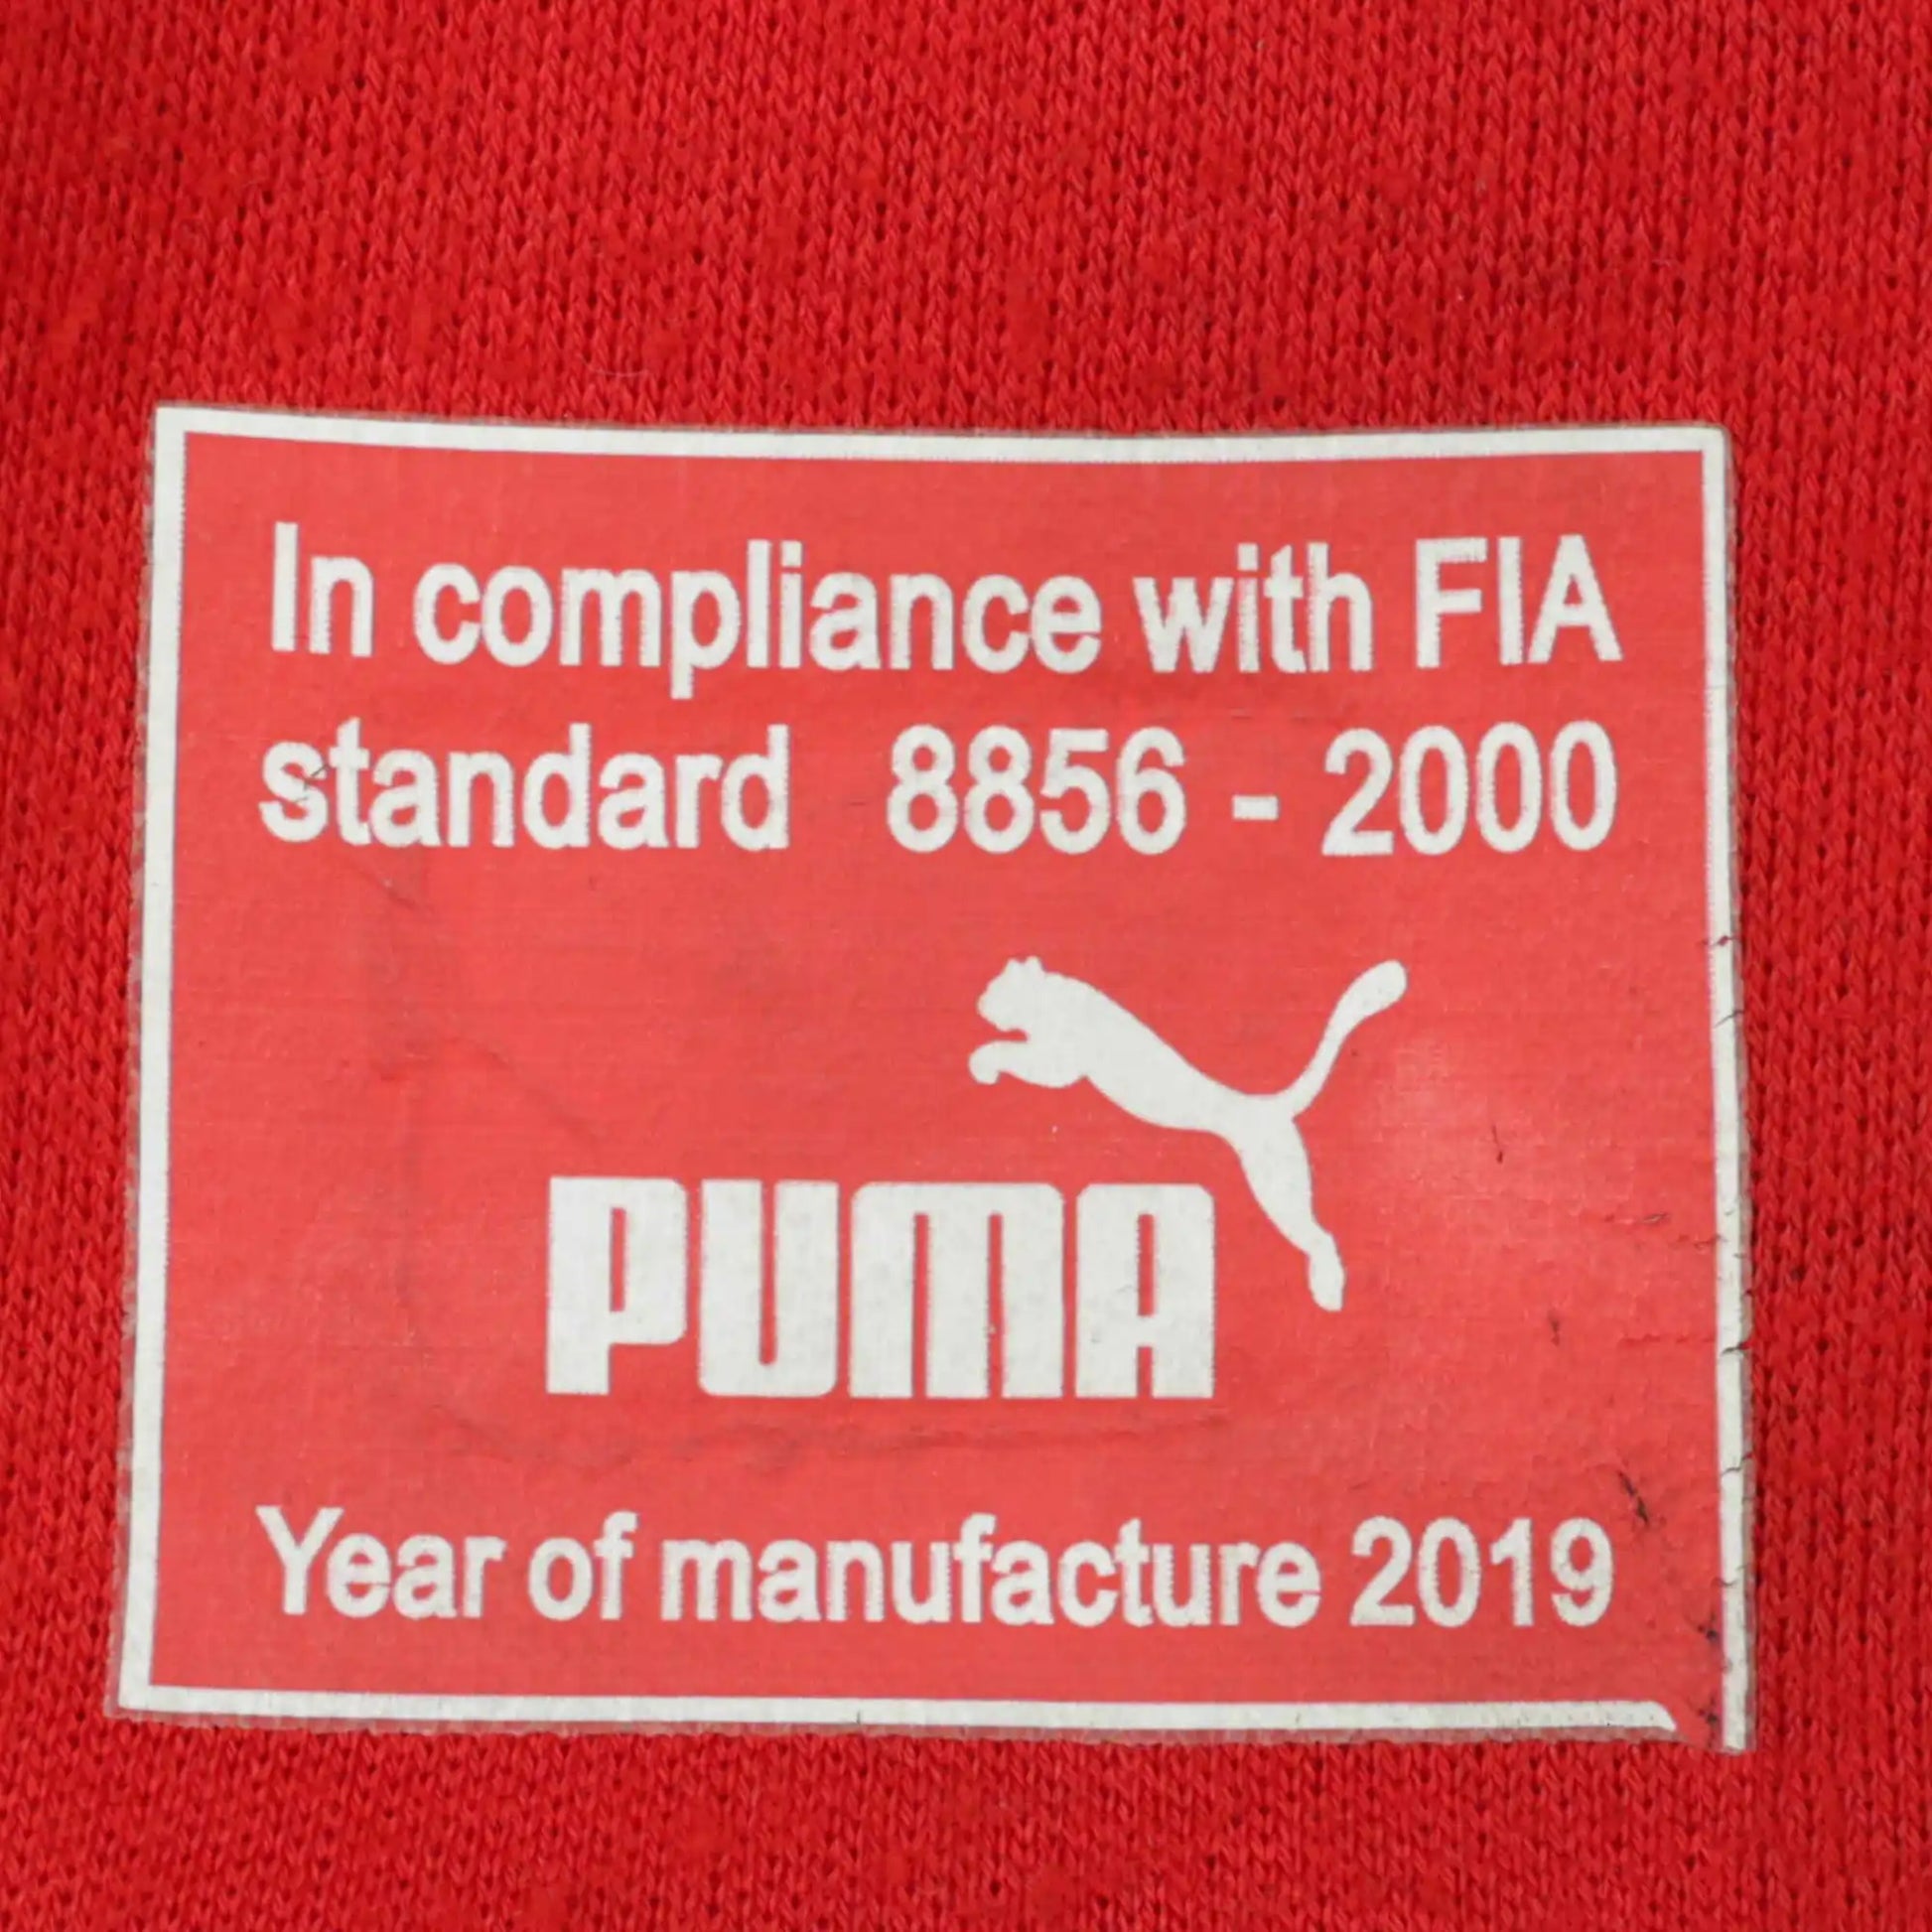 In compliance with FIA
standard 8856 - 2000
PUMA
Year of manufacture 2019